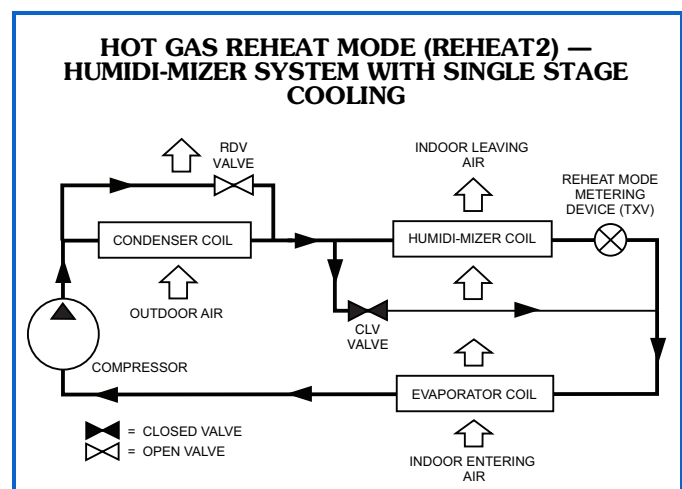 HOT GAS REHEAT MODE (REHEAT2) —
HUMIDI-MIZER SYSTEM WITH SINGLE STAGE
COOLING
RDV
VALVE
INDOOR LEAVING
AIR
REHEAT MODE
METERING
DEVICE (TXV)
CONDENSER COIL
HUMIDI-MIZER COIL
OUTDOOR AIR
CLV
VALVE
COMPRESSOR
EVAPORATOR COIL
= CLOSED VALVE
= OPEN VALVE
INDOOR ENTERING
AIR